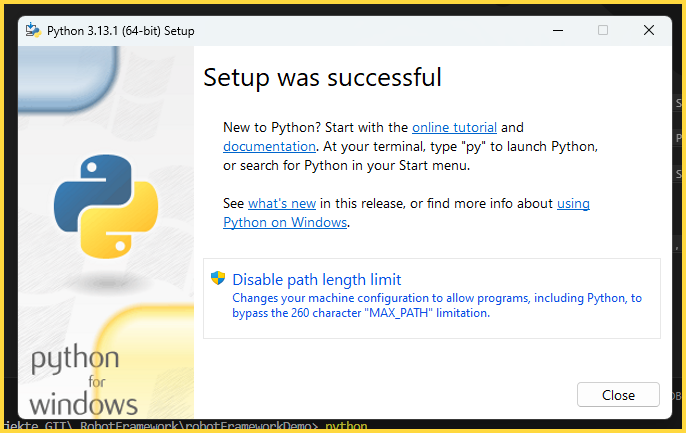 Python 3.13.1 (64-bit) Setup
Setup was successful
New to Python? Start with the online tutorial and
documentation. At your terminal, type "py" to launch Python,
or search for Python in your Start menu.
See what's new in this release, or find more info about using
Python on Windows.
Disable path length limit
Changes your machine configuration to allow programs, including Python, to
bypass the 260 character "MAX_PATH" limitation.
python
for
windows
Close
jekte GIT\ RobotFramework\robotFrameworkDemo> python